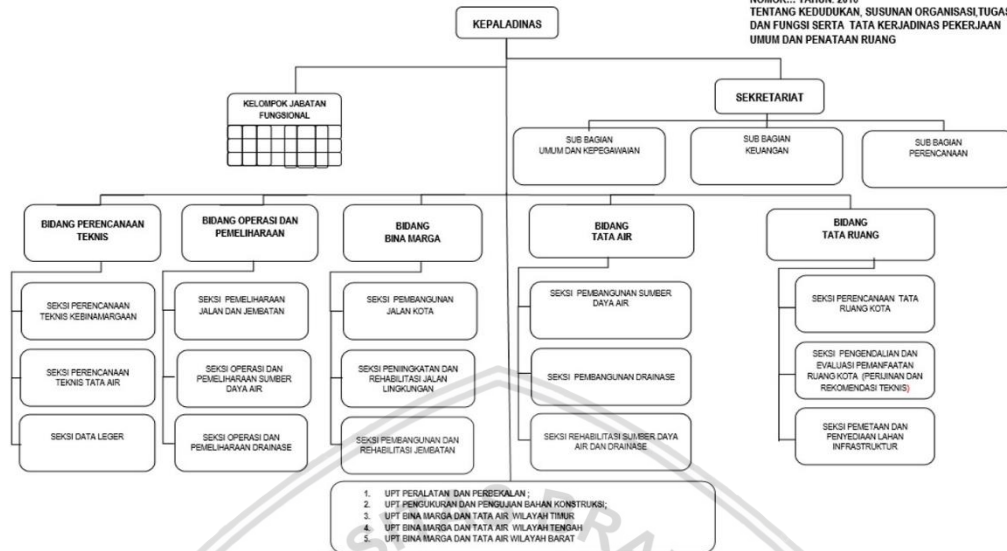 NOMOR... TAHUN. 2016
TENTANG KEDUDUKAN, SUSUNAN ORGANISASI,TUGAS
DAN FUNGSI SERTA TATA KERJADINAS PEKERJAAN
UMUM DAN PENATAAN RUANG
KEPALADINAS
KELOMPOK JABATAN
FUNGSIONAL
SEKRETARIAT
SUB BAGIAN
UMUM DAN KEPEGAWAIAN
SUB BAGIAN
KEUANGAN
SUB BAGIAN
PERENCANAAN
BIDANG PERENCANAAN
TEKNIS
BIDANG OPERASI DAN
PEMELIHARAAN
BIDANG
BINA MARGA
BIDANG
TATA AIR
BIDANG
TATA RUANG
SEKSI PERENCANAAN
TEKNIS KEBINAMARGAAN
SEKSI PERENCANAAN
TEKNIS TATA AIR
SEKSI DATA LEGER
SEKSI PEMELIHARAAN
JALAN DAN JEMBATAN
SEKSI OPERASI DAN
PEMELIHARAAN SUMBER
DAYA AIR
SEKSI OPERASI DAN
PEMELIHARAAN DRAINASE
SEKSI PEMBANGUNAN
JALAN KOTA
SEKSI PENIINGKATAN DAN
REHABILITASI JALAN
LINGKUNGAN
SEKSI PEMBANGUNAN DAN
REHABILITASI JEMBATAN
SEKSI PEMBANGUNAN SUMBER
DAYA AIR
SEKSI PEMBANGUNAN DRAINASE
SEKSI REHABILITASI SUMBER DAYA
AIR DAN DRAINASE
SEKSI PERENCANAAN TATA
RUANG KOTA
SEKSI PENGENDALIAN DAN
EVALUASI PEMANFAATAN
RUANG KOTA (PERIJINAN DAN
REKOMENDASI TEKNIS)
SEKSI PEMETAAN DAN
PENYEDIAAN LAHAN
INFRASTRUKTUR
1. UPT PERALATAN DAN PERBEKALAN ;
2. UPT PENGUKURAN DAN PENGUJIAN BAHAN KONSTRUKSI;
3. UPT BINA MARGA DAN TATA AIR WILAYAH TIMUR
4. UPT BINA MARGA DAN TATA AIR WILAYAH TENGAH
5. UPT BINA MARGA DAN TATA AIR WILAYAH BARAT